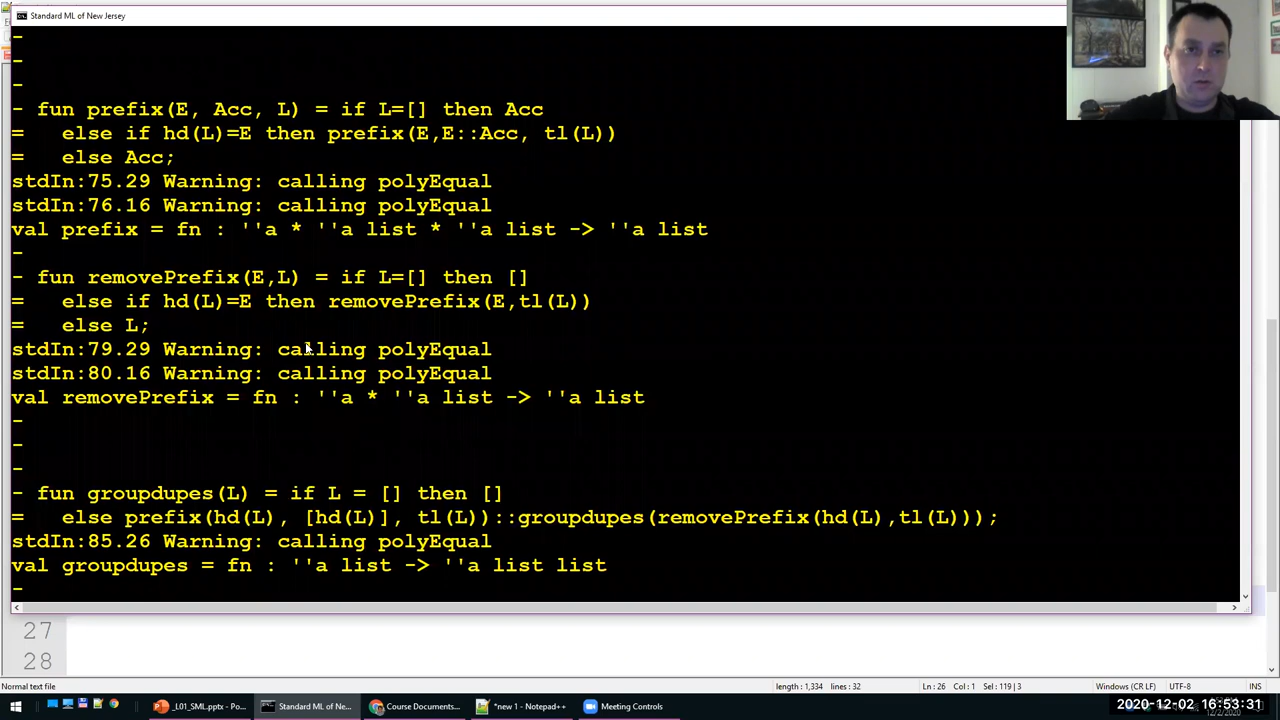 Standard ML of New Jersey
-
-
-
- fun prefix(E, Acc, L) = if L=[] then Acc
=   else if hd(L)=E then prefix(E,E::Acc, tl(L))
=   else Acc;
stdIn:75.29 Warning: calling polyEqual
stdIn:76.16 Warning: calling polyEqual
val prefix = fn : ''a * ''a list * ''a list -> ''a list
-
- fun removePrefix(E,L) = if L=[] then []
=   else if hd(L)=E then removePrefix(E,tl(L))
=   else L;
stdIn:79.29 Warning: calling polyEqual
stdIn:80.16 Warning: calling polyEqual
val removePrefix = fn : ''a * ''a list -> ''a list
-
-
-
- fun groupdupes(L) = if L = [] then []
=   else prefix(hd(L), [hd(L)], tl(L))::groupdupes(removePrefix(hd(L),tl(L)));
stdIn:85.26 Warning: calling polyEqual
val groupdupes = fn : ''a list -> ''a list list
-
27
28
Normal text file length : 1,334 lines : 32 Ln : 26 Col : 1 Sel : 119 | 3 Windows (CR LF) UTF-8 INS
_L01_SML.pptx - Po... Standard ML of Ne... Course Documents... *new 1 - Notepad++ Meeting Controls 2020-12-02 16:53:31